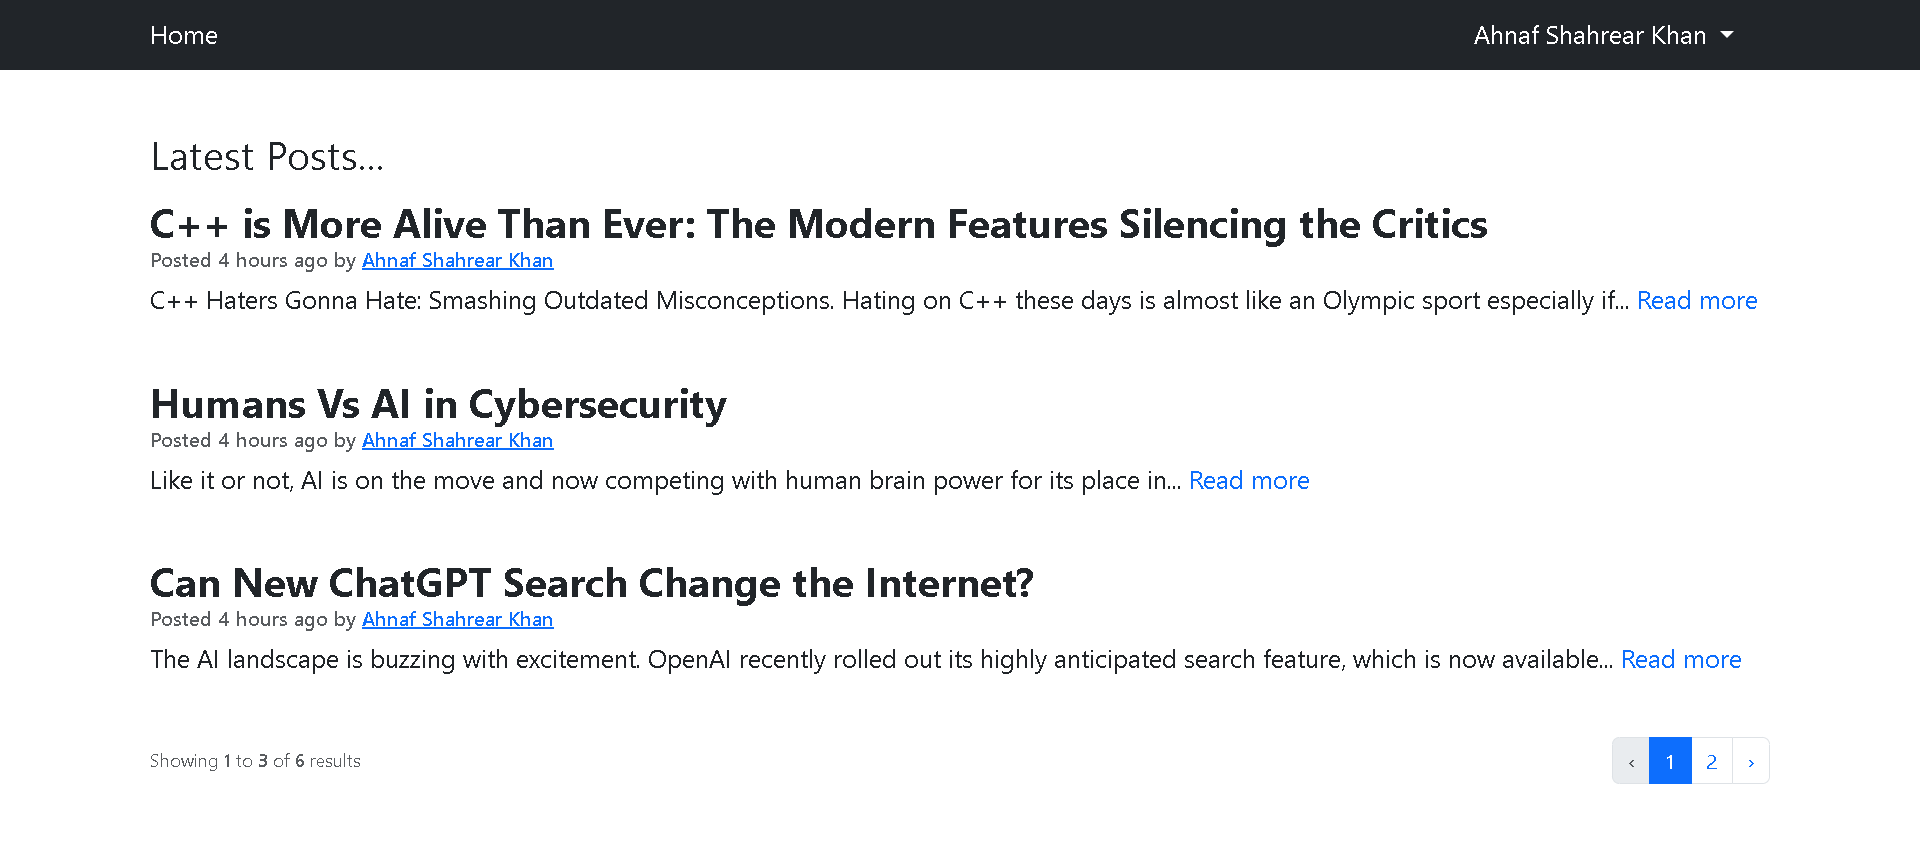 Home
Ahnaf Shahrear Khan
Latest Posts...
C++ is More Alive Than Ever: The Modern Features Silencing the Critics
Posted 4 hours ago by Ahnaf Shahrear Khan
C++ Haters Gonna Hate: Smashing Outdated Misconceptions. Hating on C++ these days is almost like an Olympic sport especially if... Read more
Humans Vs AI in Cybersecurity
Posted 4 hours ago by Ahnaf Shahrear Khan
Like it or not, AI is on the move and now competing with human brain power for its place in... Read more
Can New ChatGPT Search Change the Internet?
Posted 4 hours ago by Ahnaf Shahrear Khan
The AI landscape is buzzing with excitement. OpenAI recently rolled out its highly anticipated search feature, which is now available... Read more
Showing 1 to 3 of 6 results
‹ 1 2 ›